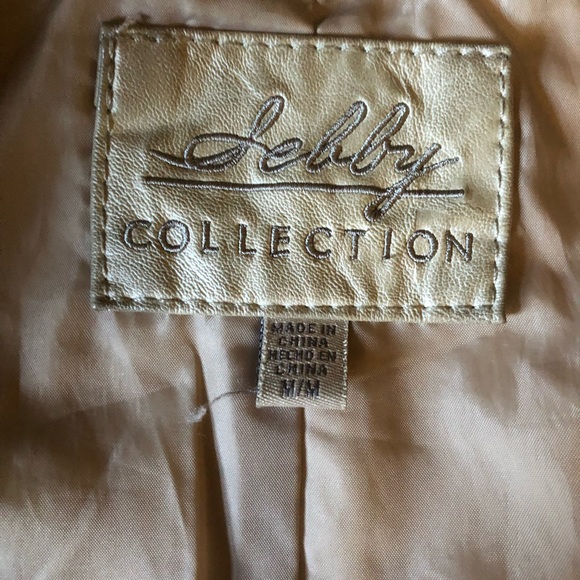 Sebby
COLLECTION
MADE IN
CHINA
HECHO EN
CHINA
M/M